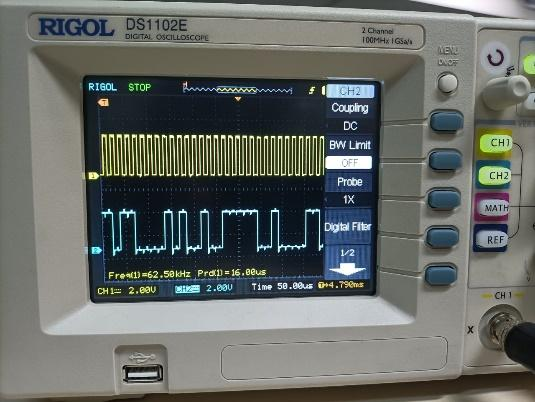 RIGOL DS1102E
DIGITAL OSCILLOSCOPE
2 Channel
100MHz 1GSa/s
MENU
ON/OFF
RIGOL STOP
CH2
Coupling
DC
BW Limit
OFF
Probe
1X
Digital Filter
1/2
Freq(1)=62.50kHz Prd(1)=16.00us
CH1 2.00V CH2 2.00V Time 50.00us 4.790ms
CH1
CH2
MATH
REF
CH 1
X